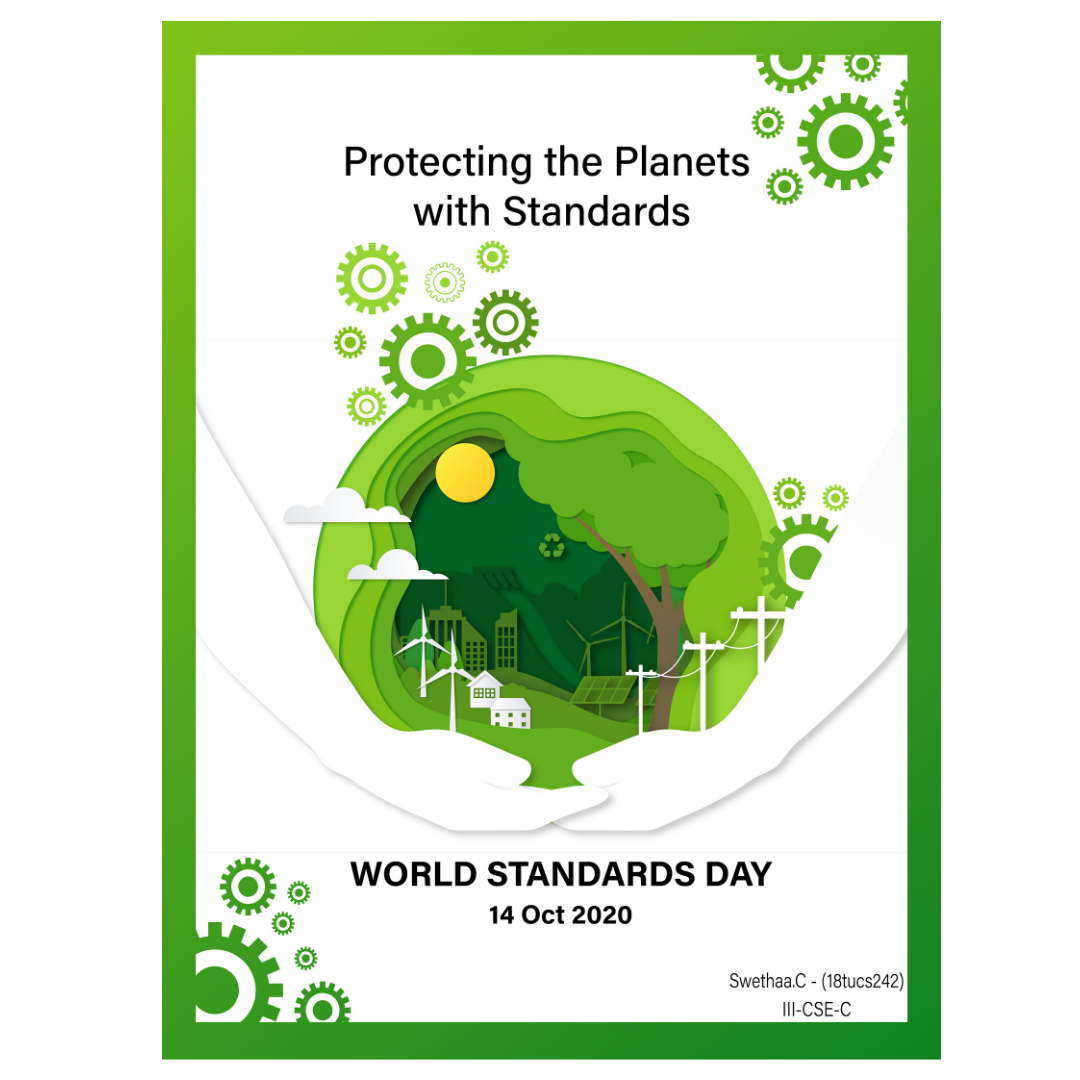 Protecting the Planets
with Standards
WORLD STANDARDS DAY
14 Oct 2020
Swethaa.C - (18tucs242)
III-CSE-C